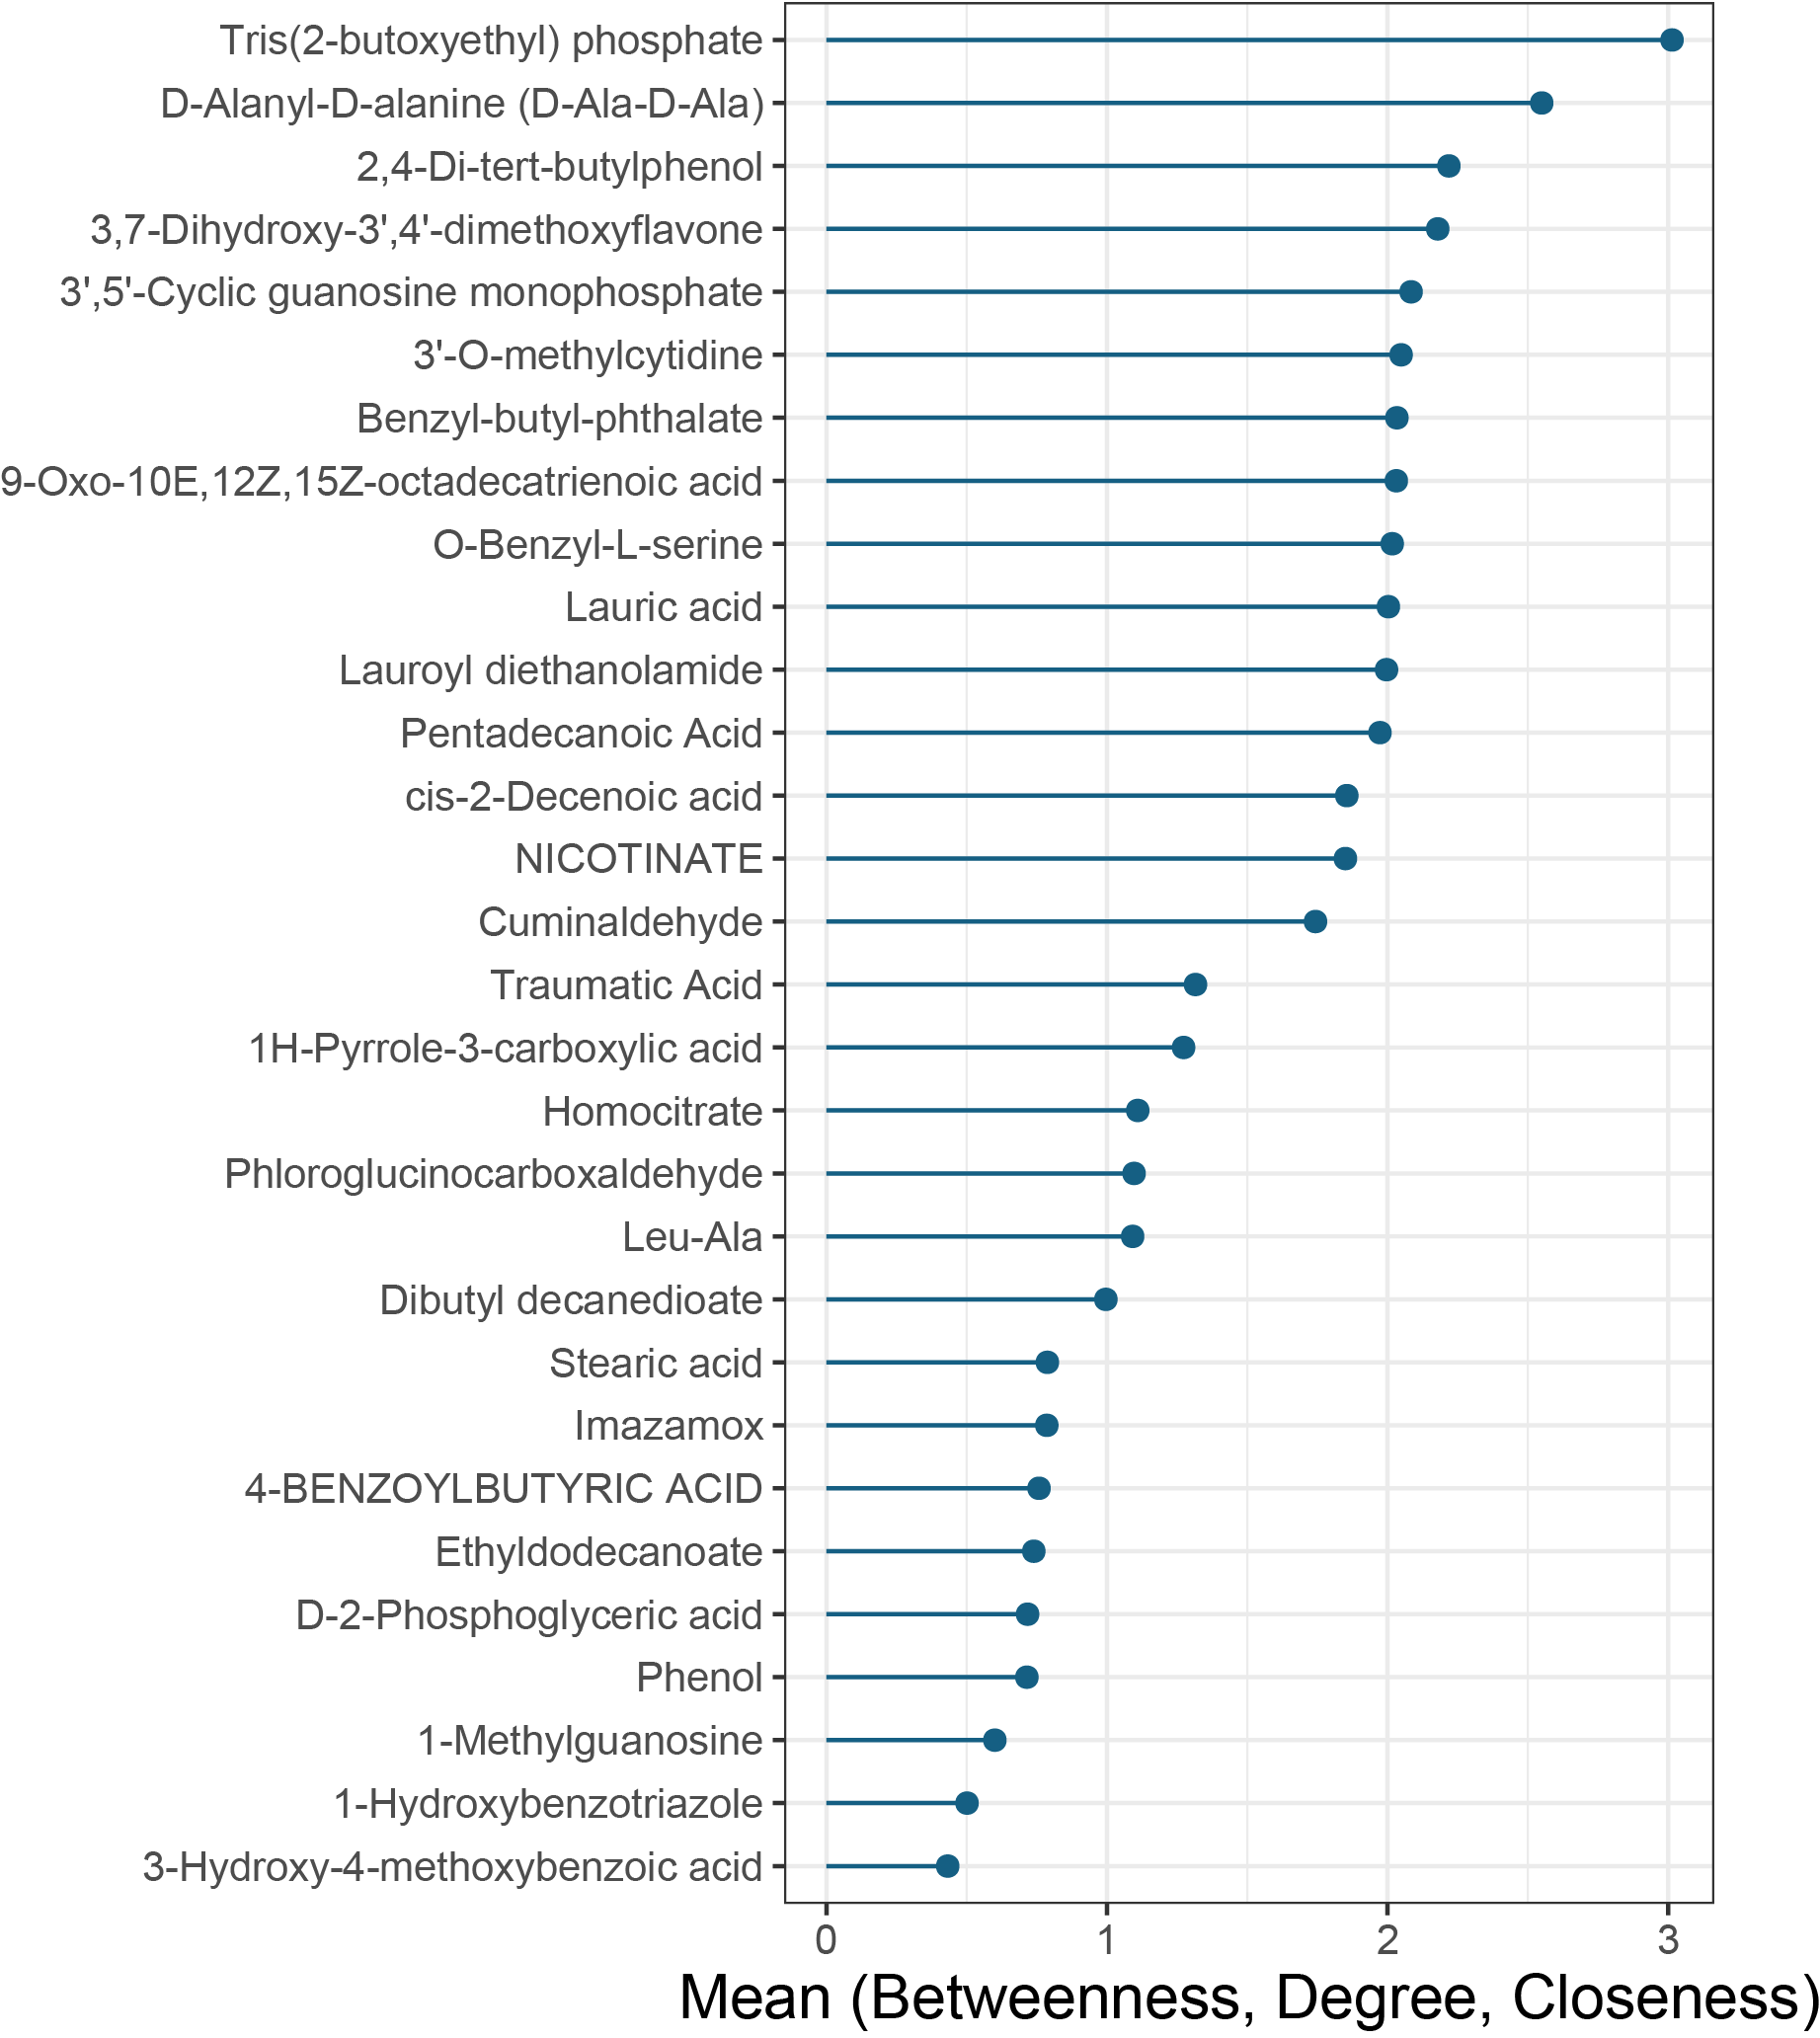 Tris(2-butoxyethyl) phosphate
D-Alanyl-D-alanine (D-Ala-D-Ala)
2,4-Di-tert-butylphenol
3,7-Dihydroxy-3',4'-dimethoxyflavone
3',5'-Cyclic guanosine monophosphate
3'-O-methylcytidine
Benzyl-butyl-phthalate
9-Oxo-10E,12Z,15Z-octadecatrienoic acid
O-Benzyl-L-serine
Lauric acid
Lauroyl diethanolamide
Pentadecanoic Acid
cis-2-Decenoic acid
NICOTINATE
Cuminaldehyde
Traumatic Acid
1H-Pyrrole-3-carboxylic acid
Homocitrate
Phloroglucinocarboxaldehyde
Leu-Ala
Dibutyl decanedioate
Stearic acid
Imazamox
4-BENZOYLBUTYRIC ACID
Ethyldodecanoate
D-2-Phosphoglyceric acid
Phenol
1-Methylguanosine
1-Hydroxybenzotriazole
3-Hydroxy-4-methoxybenzoic acid
0 1 2 3
Mean (Betweenness, Degree, Closeness)